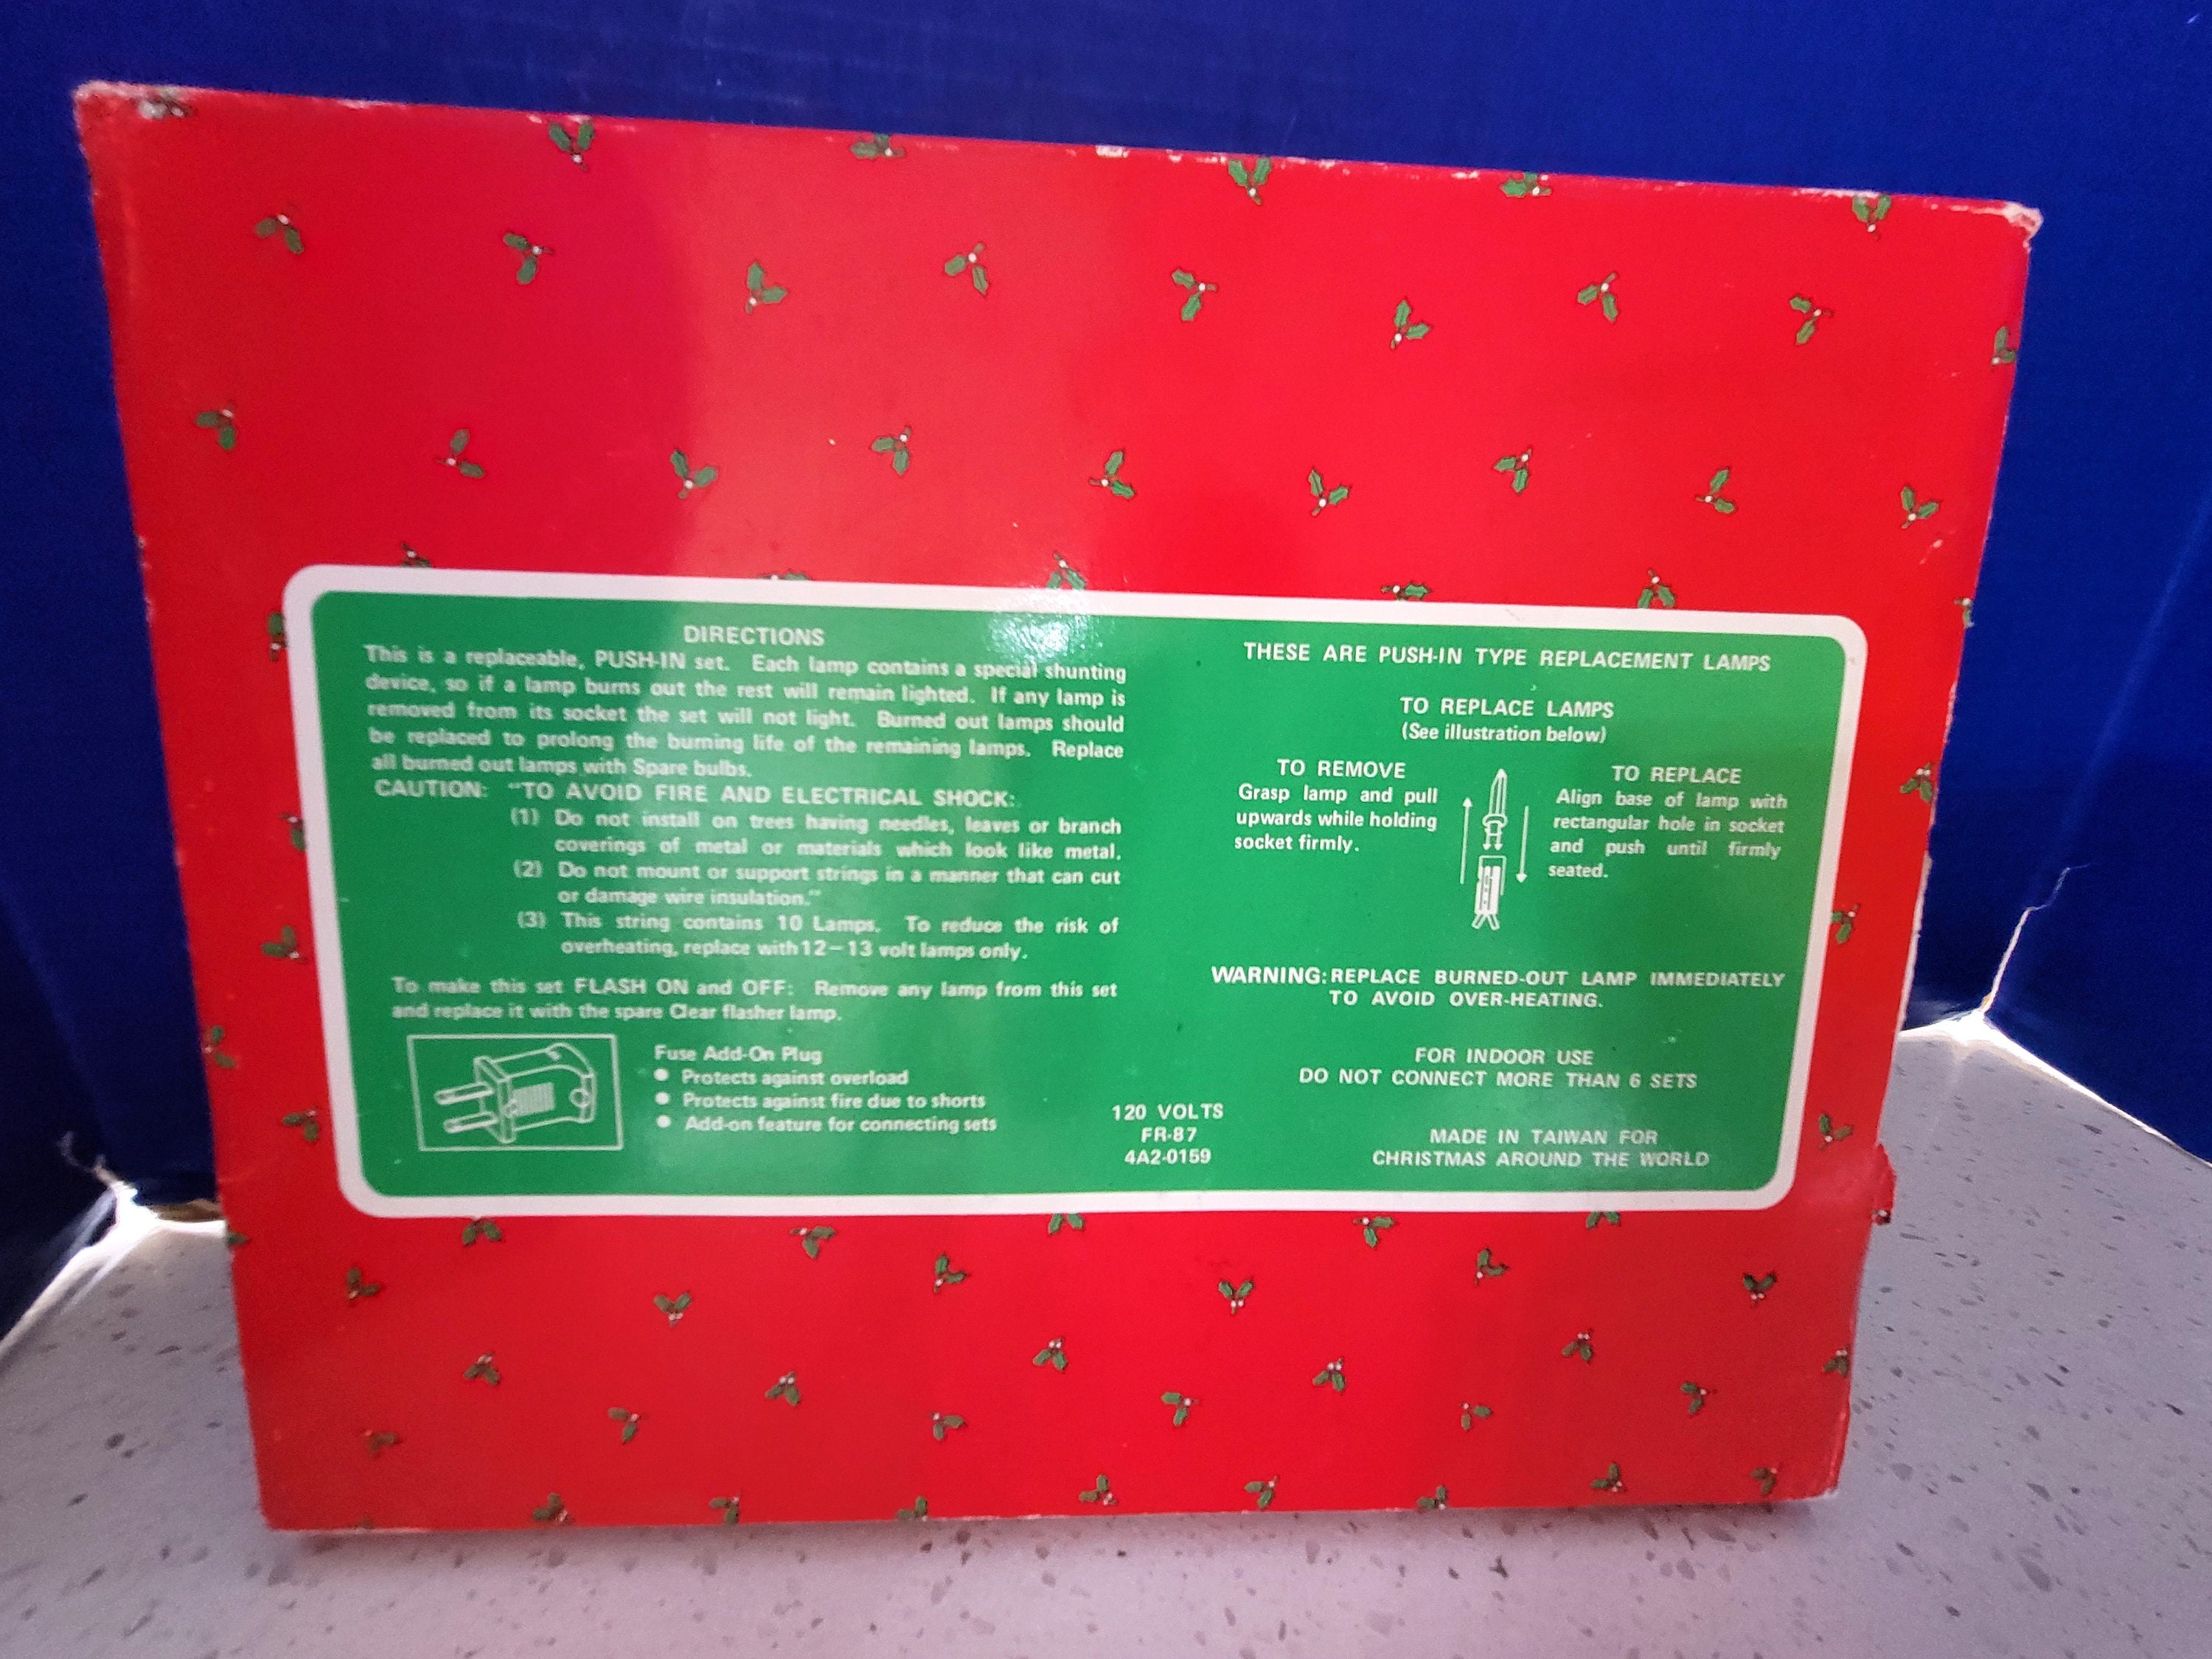 DIRECTIONS
This is a replaceable, PUSH-IN set. Each lamp contains a special shunting
device, so if a lamp burns out the rest will remain lighted. If any lamp is
removed from its socket the set will not light. Burned out lamps should
be replaced to prolong the burning life of the remaining lamps. Replace
all burned out lamps with Spare bulbs.
CAUTION: "TO AVOID FIRE AND ELECTRICAL SHOCK:
(1) Do not install on trees having needles, leaves or branch
coverings of metal or materials which look like metal.
(2) Do not mount or support strings in a manner that can cut
or damage wire insulation."
(3) This string contains 10 Lamps. To reduce the risk of
overheating, replace with 12–13 volt lamps only.
To make this set FLASH ON and OFF: Remove any lamp from this set
and replace it with the spare Clear flasher lamp.
Fuse Add-On Plug
● Protects against overload
● Protects against fire due to shorts
● Add-on feature for connecting sets
120 VOLTS
FR-87
4A2-0159
THESE ARE PUSH-IN TYPE REPLACEMENT LAMPS
TO REPLACE LAMPS
(See illustration below)
TO REMOVE
Grasp lamp and pull
upwards while holding
socket firmly.
TO REPLACE
Align base of lamp with
rectangular hole in socket
and push until firmly
seated.
WARNING: REPLACE BURNED-OUT LAMP IMMEDIATELY
TO AVOID OVER-HEATING.
FOR INDOOR USE
DO NOT CONNECT MORE THAN 6 SETS
MADE IN TAIWAN FOR
CHRISTMAS AROUND THE WORLD